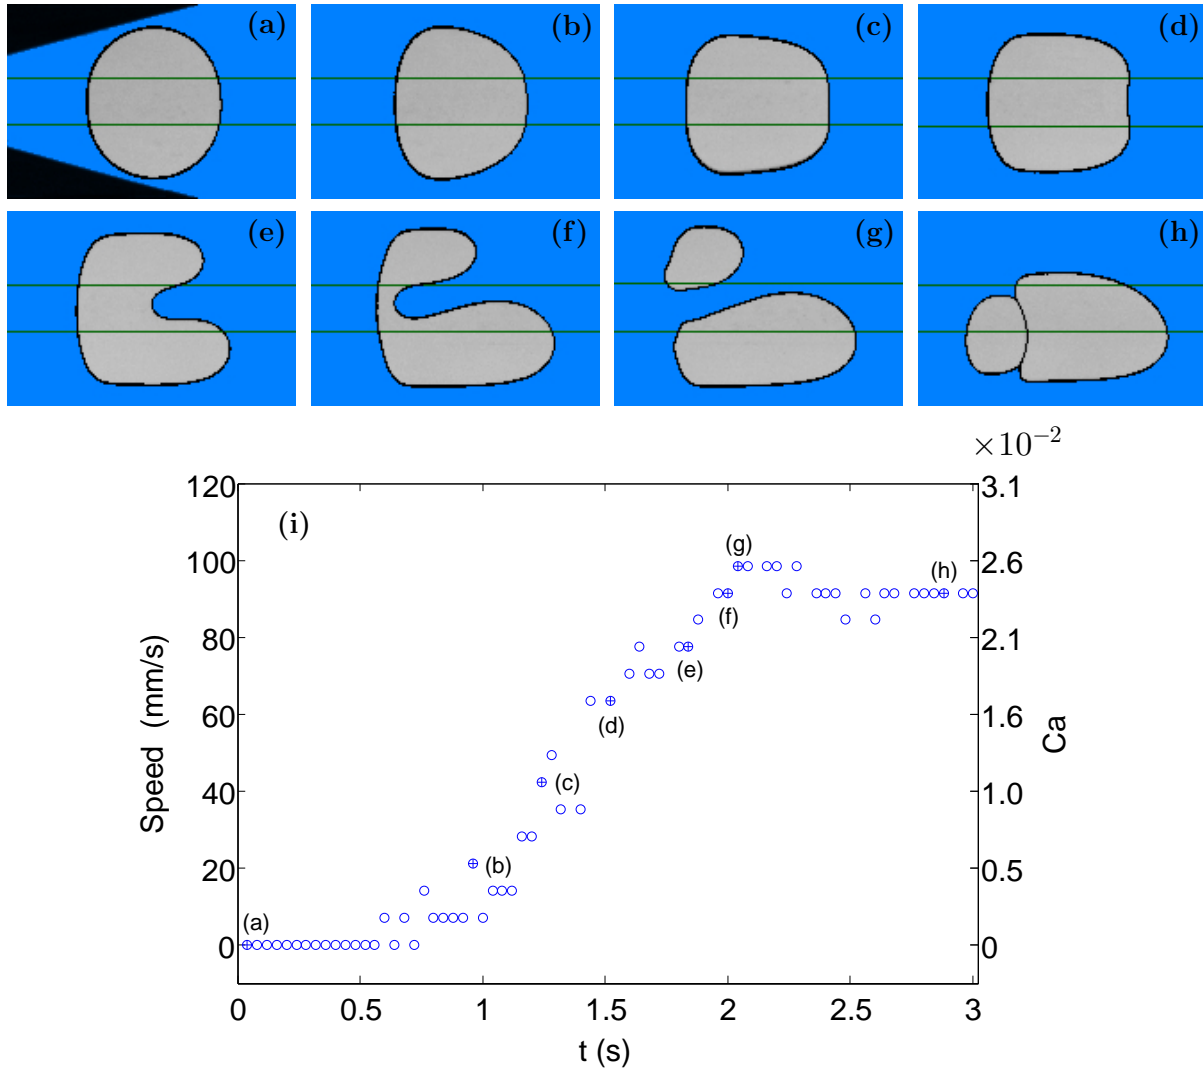 (a) (b) (c) (d)
(e) (f) (g) (h)
×10−2
120 3.1
(i)
100 2.6
80 2.1
60 1.6
40 1.0
20 0.5
0 0
Speed (mm/s)
Ca
(a)
(b)
(c)
(d)
(e)
(f)
(g)
(h)
0 0.5 1 1.5 2 2.5 3
t (s)